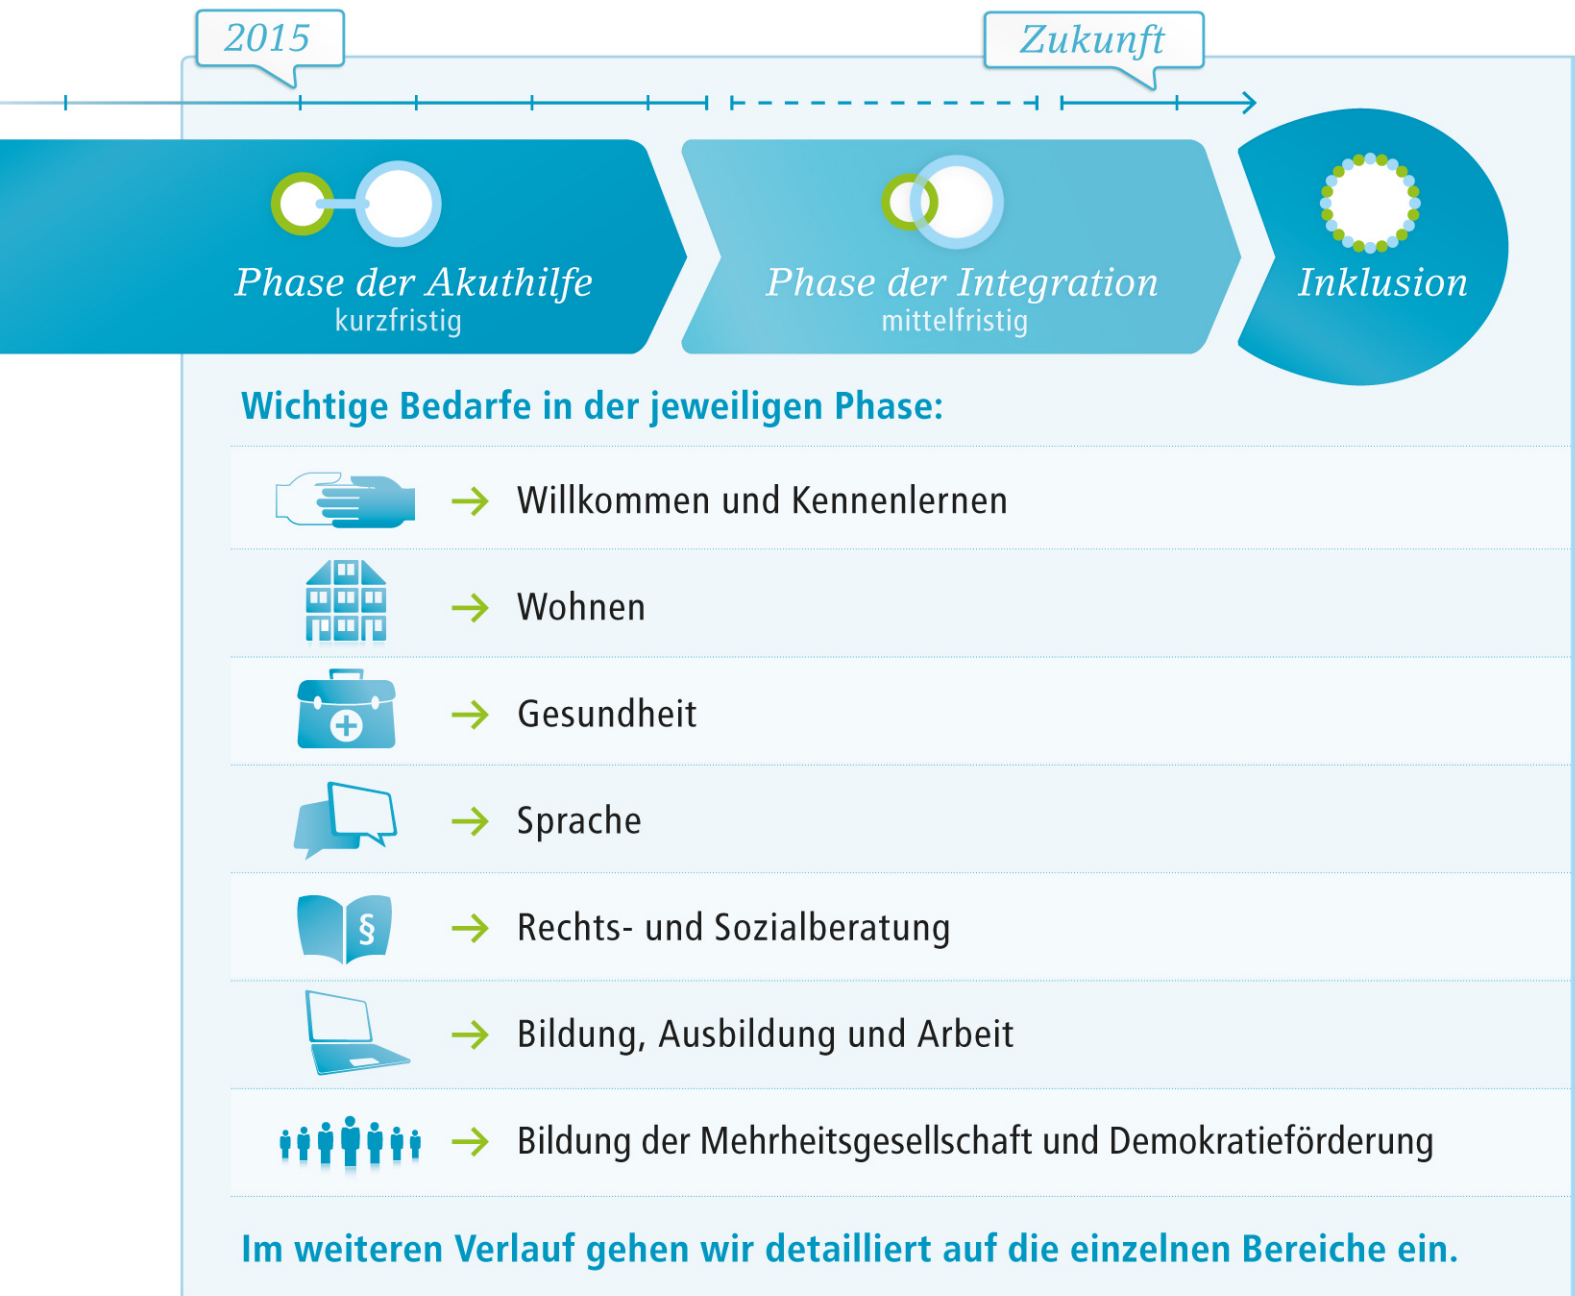 2015
Zukunft
Phase der Akuthilfe
kurzfristig
Phase der Integration
mittelfristig
Inklusion
Wichtige Bedarfe in der jeweiligen Phase:
Willkommen und Kennenlernen
Wohnen
Gesundheit
Sprache
§
Rechts- und Sozialberatung
Bildung, Ausbildung und Arbeit
Bildung der Mehrheitsgesellschaft und Demokratieförderung
Im weiteren Verlauf gehen wir detailliert auf die einzelnen Bereiche ein.